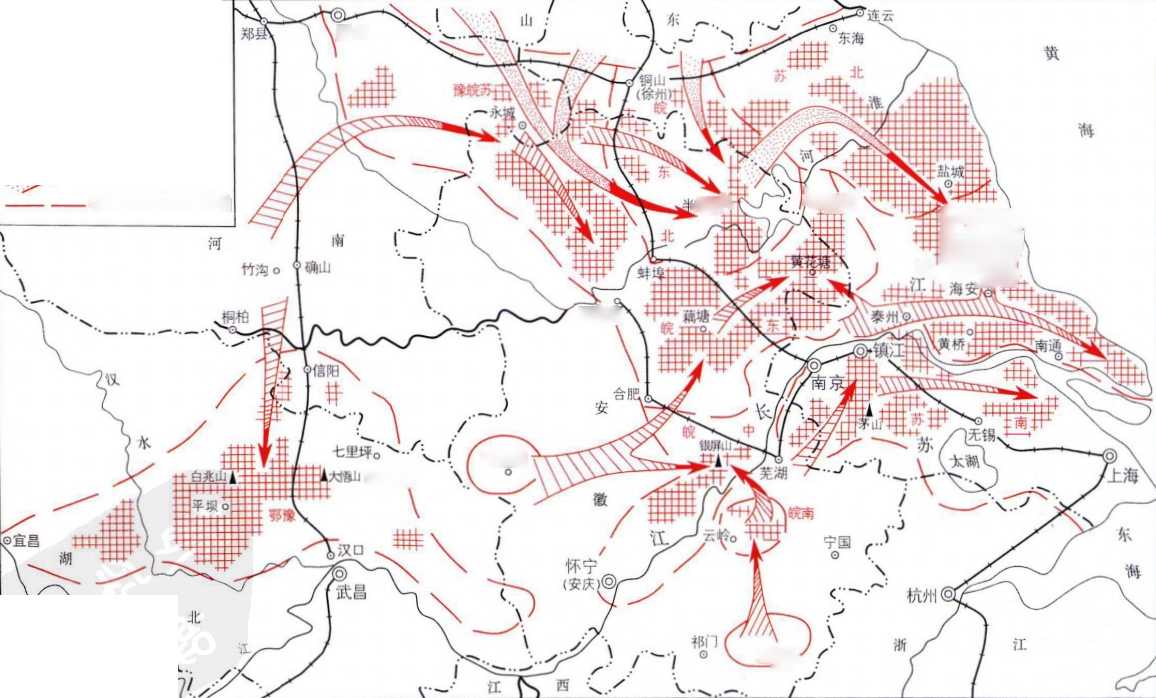 连云
山 东
郑县
东海
黄
海
苏 北
铜山
(徐州)
豫皖苏
皖
淮
永城
河
东
盐城
半
北
河 南
竹沟
确山
蚌埠
黄花塘
江
海安
桐柏
藕塘
皖
东
泰州
黄桥
南通
镇江
信阳
南京
汉
合肥
安
长
苏
南
茅山
皖
中
无锡
苏
水
银屏山
太湖
七里坪
芜湖
上海
白兆山
大悟山
徽
平坝
鄂豫
皖南
江
云岭
宁国
东
海
宜昌
湖
汉口
怀宁
(安庆)
武昌
杭州
北
江
祁门
浙 江
江 西